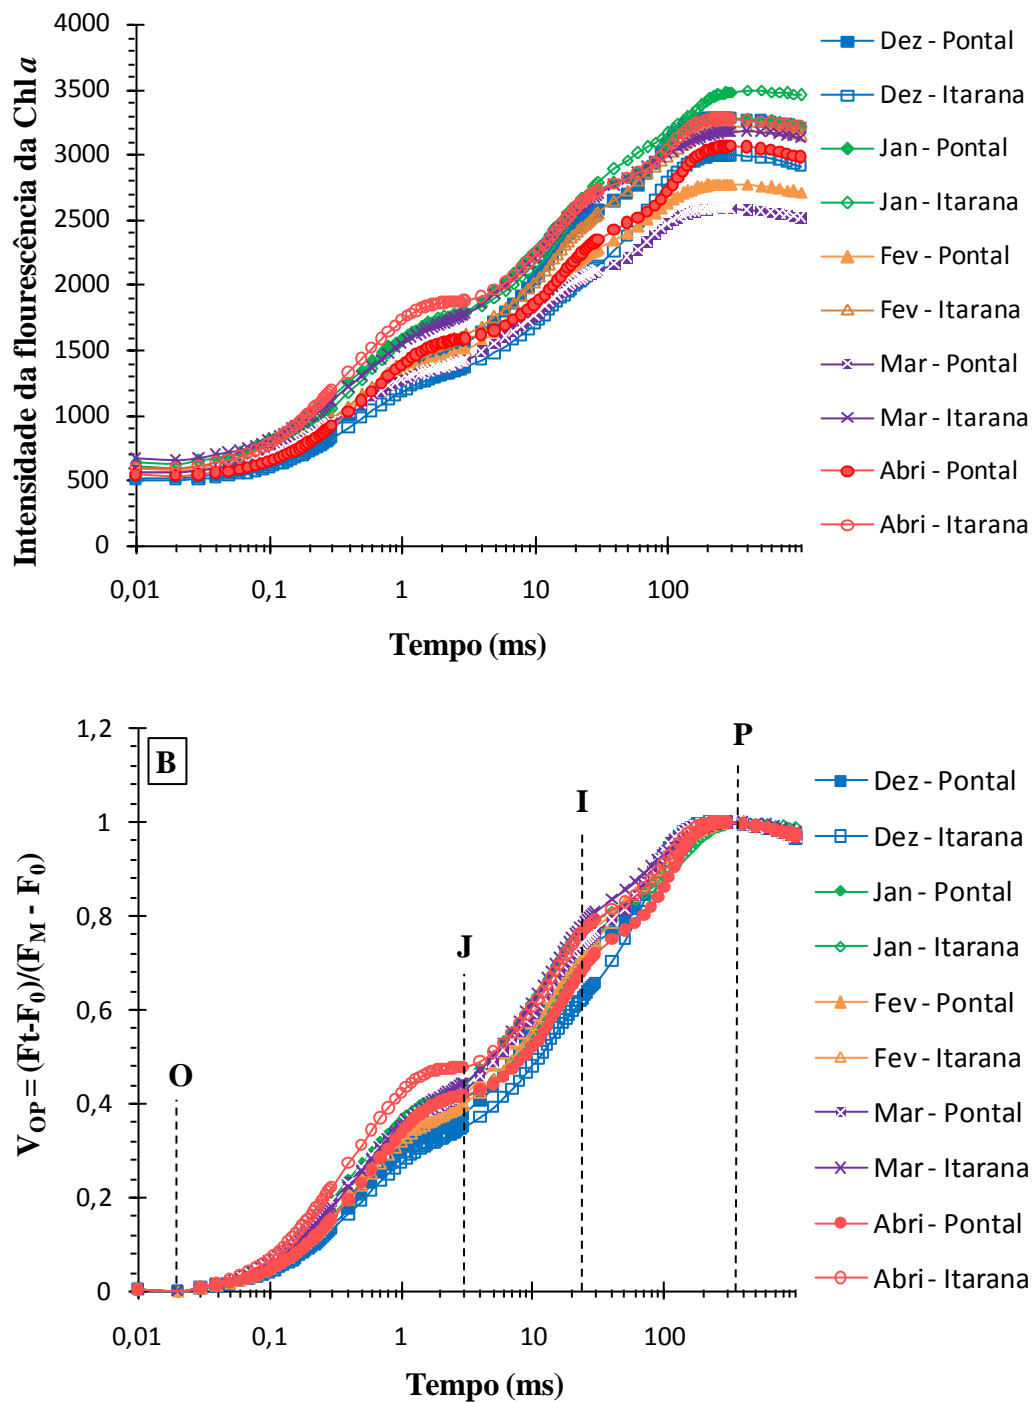 Intensidade da flourescência da Chl a
4000
3500
3000
2500
2000
1500
1000
500
0
0,01
0,1
1
10
100
Tempo (ms)
Dez - Pontal
Dez - Itarana
Jan - Pontal
Jan - Itarana
Fev - Pontal
Fev - Itarana
Mar - Pontal
Mar - Itarana
Abri - Pontal
Abri - Itarana
V_OP = (Ft-F_0)/(F_M - F_0)
1,2
1
0,8
0,6
0,4
0,2
0
B
O
J
I
P
0,01
0,1
1
10
100
Tempo (ms)
Dez - Pontal
Dez - Itarana
Jan - Pontal
Jan - Itarana
Fev - Pontal
Fev - Itarana
Mar - Pontal
Mar - Itarana
Abri - Pontal
Abri - Itarana